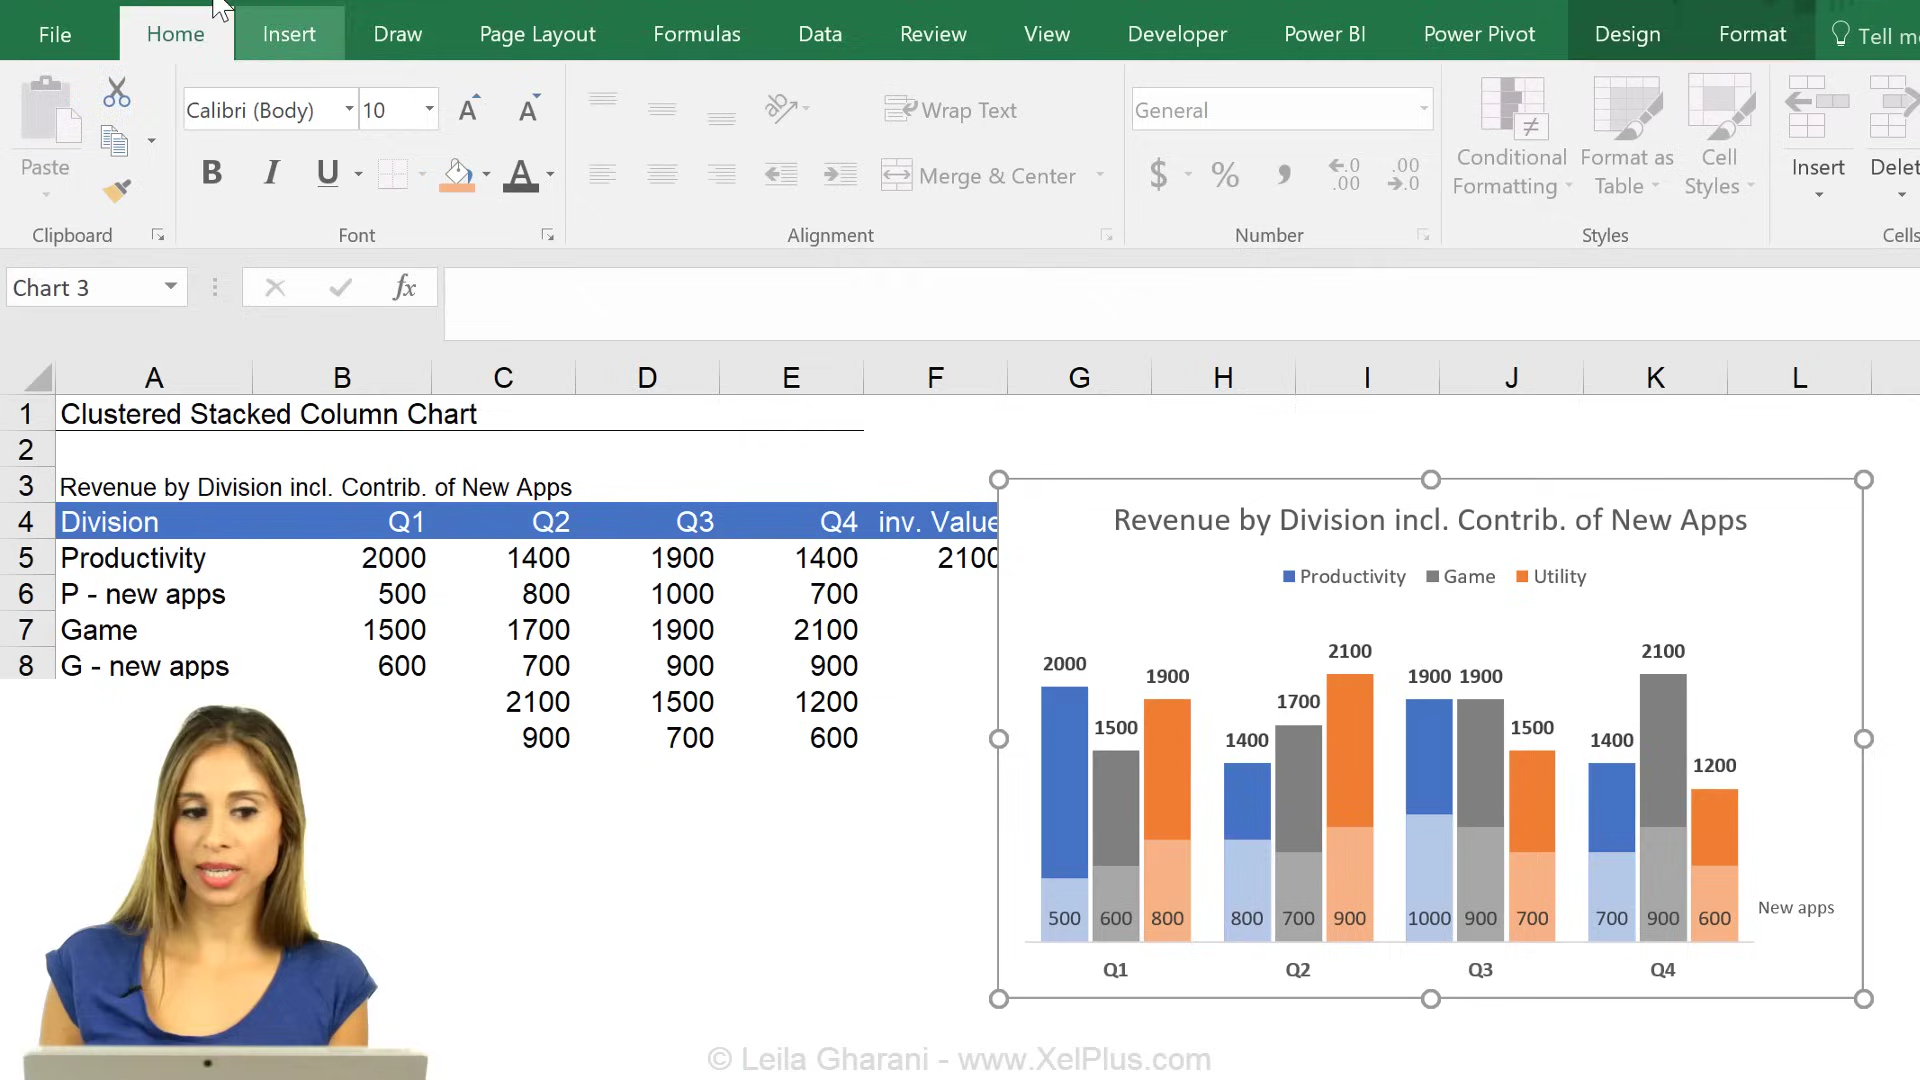 File Home Insert Draw Page Layout Formulas Data Review View Developer Power BI Power Pivot Design Format Tell me
Calibri (Body) 10 A A ab Wrap Text General
Paste B I U A Merge & Center $ % , .0 .00 .00 .0
Conditional Formatting Format as Table Cell Styles Insert Delet
Clipboard Font Alignment Number Styles Cells
Chart 3 fx
A B C D E F G H I J K L
1 Clustered Stacked Column Chart
2
3 Revenue by Division incl. Contrib. of New Apps
4 Division Q1 Q2 Q3 Q4 inv. Value
5 Productivity 2000 1400 1900 1400 2100
6 P - new apps 500 800 1000 700
7 Game 1500 1700 1900 2100
8 G - new apps 600 700 900 900
2100 1500 1200
900 700 600
Revenue by Division incl. Contrib. of New Apps
Productivity Game Utility
2000 1500 1900 1400 1700 2100 1900 1900 1500 1400 2100 1200
500 600 800 800 700 900 1000 900 700 700 900 600 New apps
Q1 Q2 Q3 Q4
© Leila Gharani - www.XelPlus.com